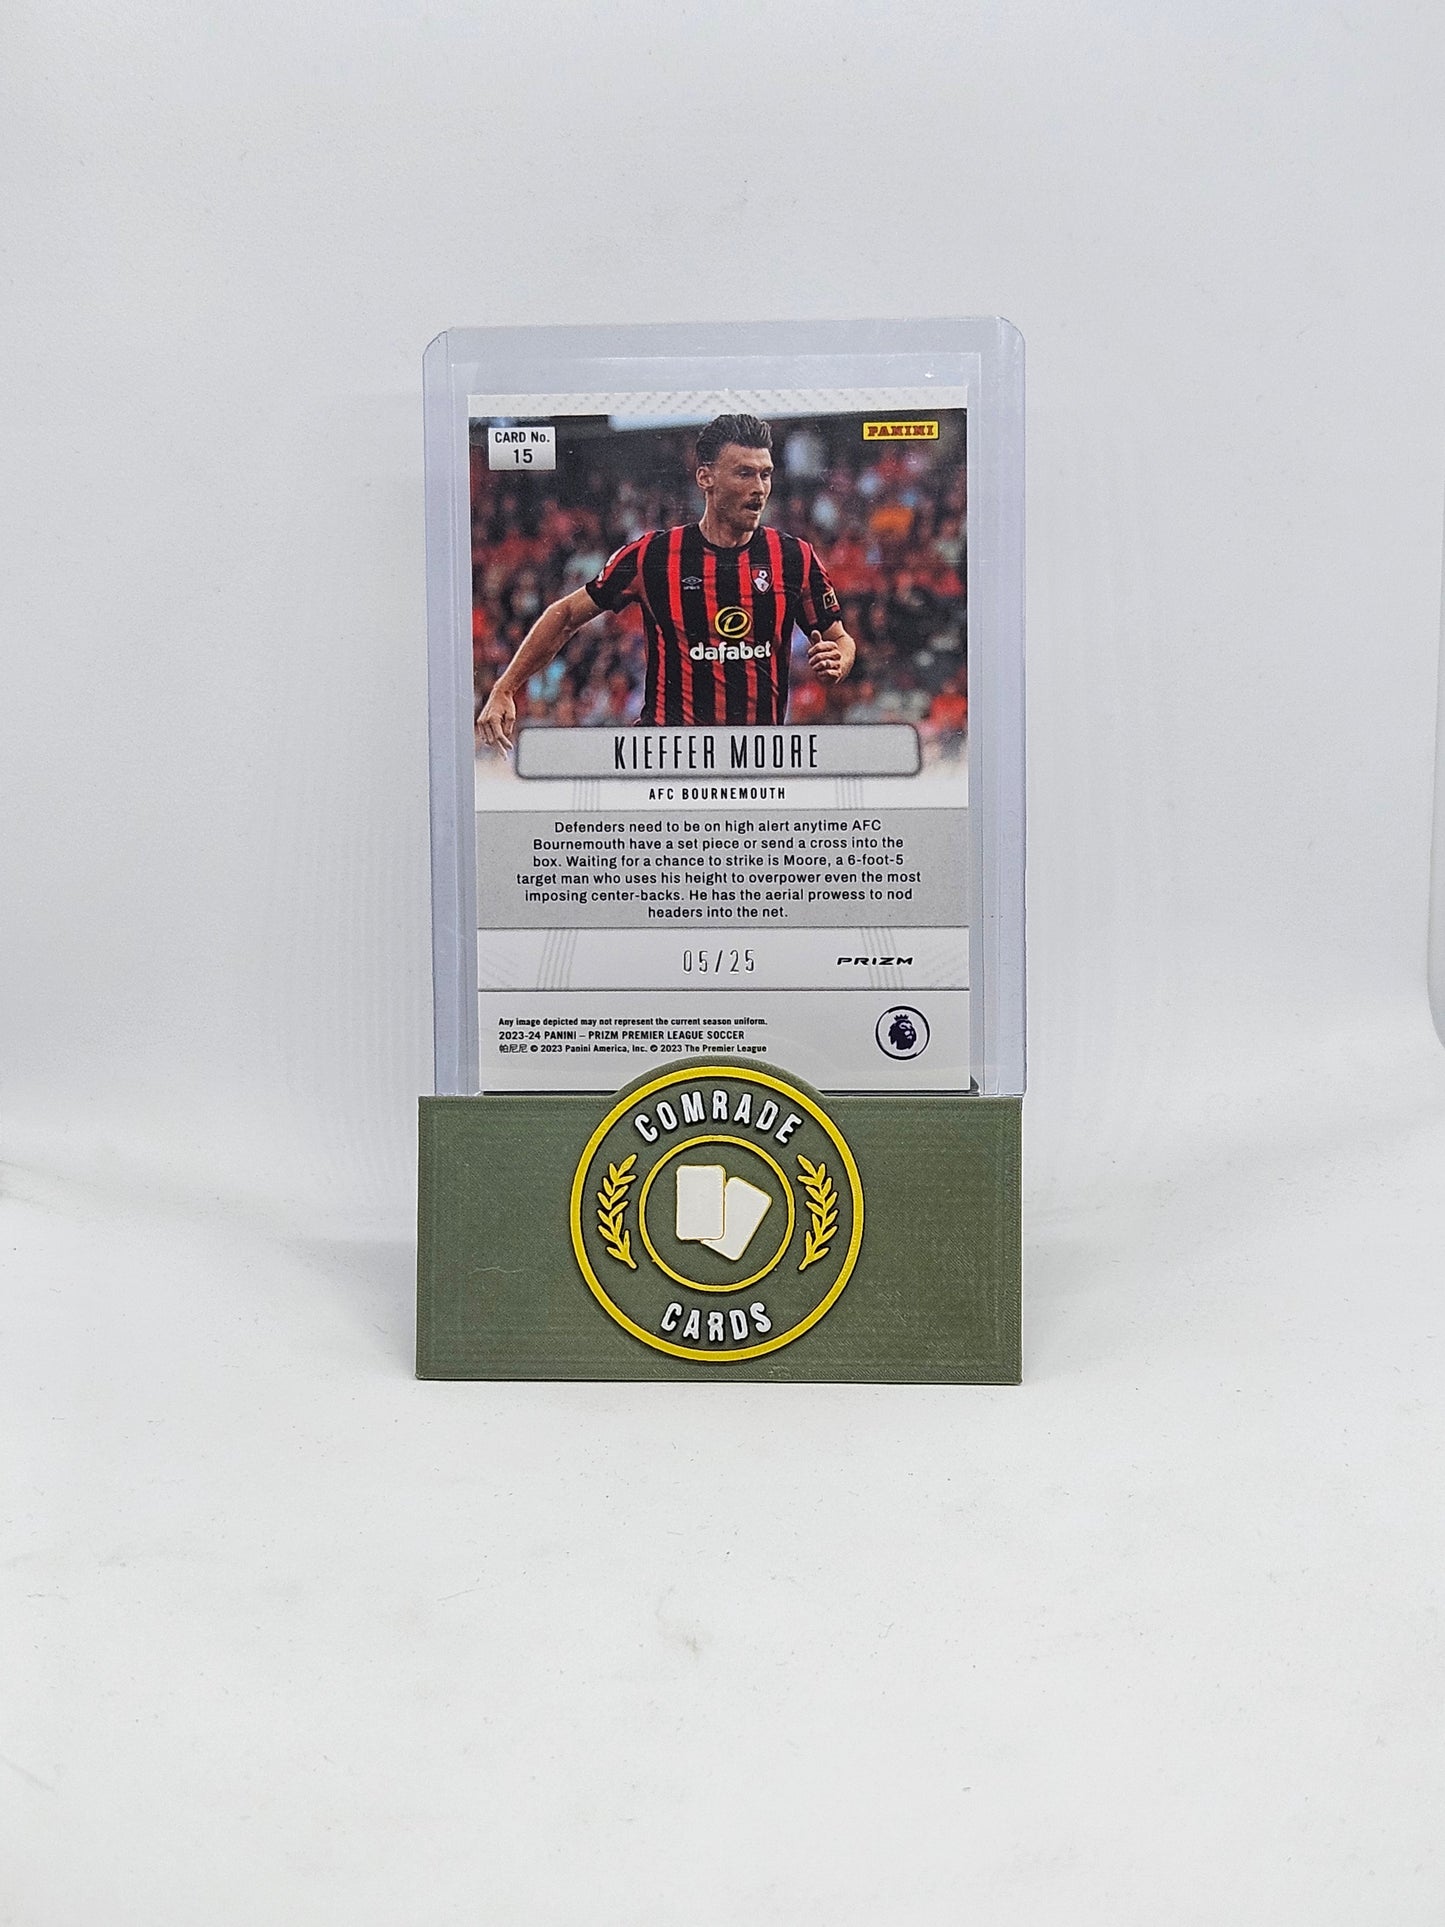 CARD No.
15
PANINI
dafabet
KIEFFER MOORE
AFC BOURNEMOUTH
Defenders need to be on high alert anytime AFC
Bournemouth have a set piece or send a cross into the
box. Waiting for a chance to strike is Moore, a 6-foot-5
target man who uses his height to overpower even the most
imposing center-backs. He has the aerial prowess to nod
headers into the net.
05/25
PRIZM
Any image depicted may not represent the current season uniform.
2023-24 PANINI – PRIZM PREMIER LEAGUE SOCCER
帕尼尼 © 2023 Panini America, Inc. © 2023 The Premier League
COMRADE
CARDS